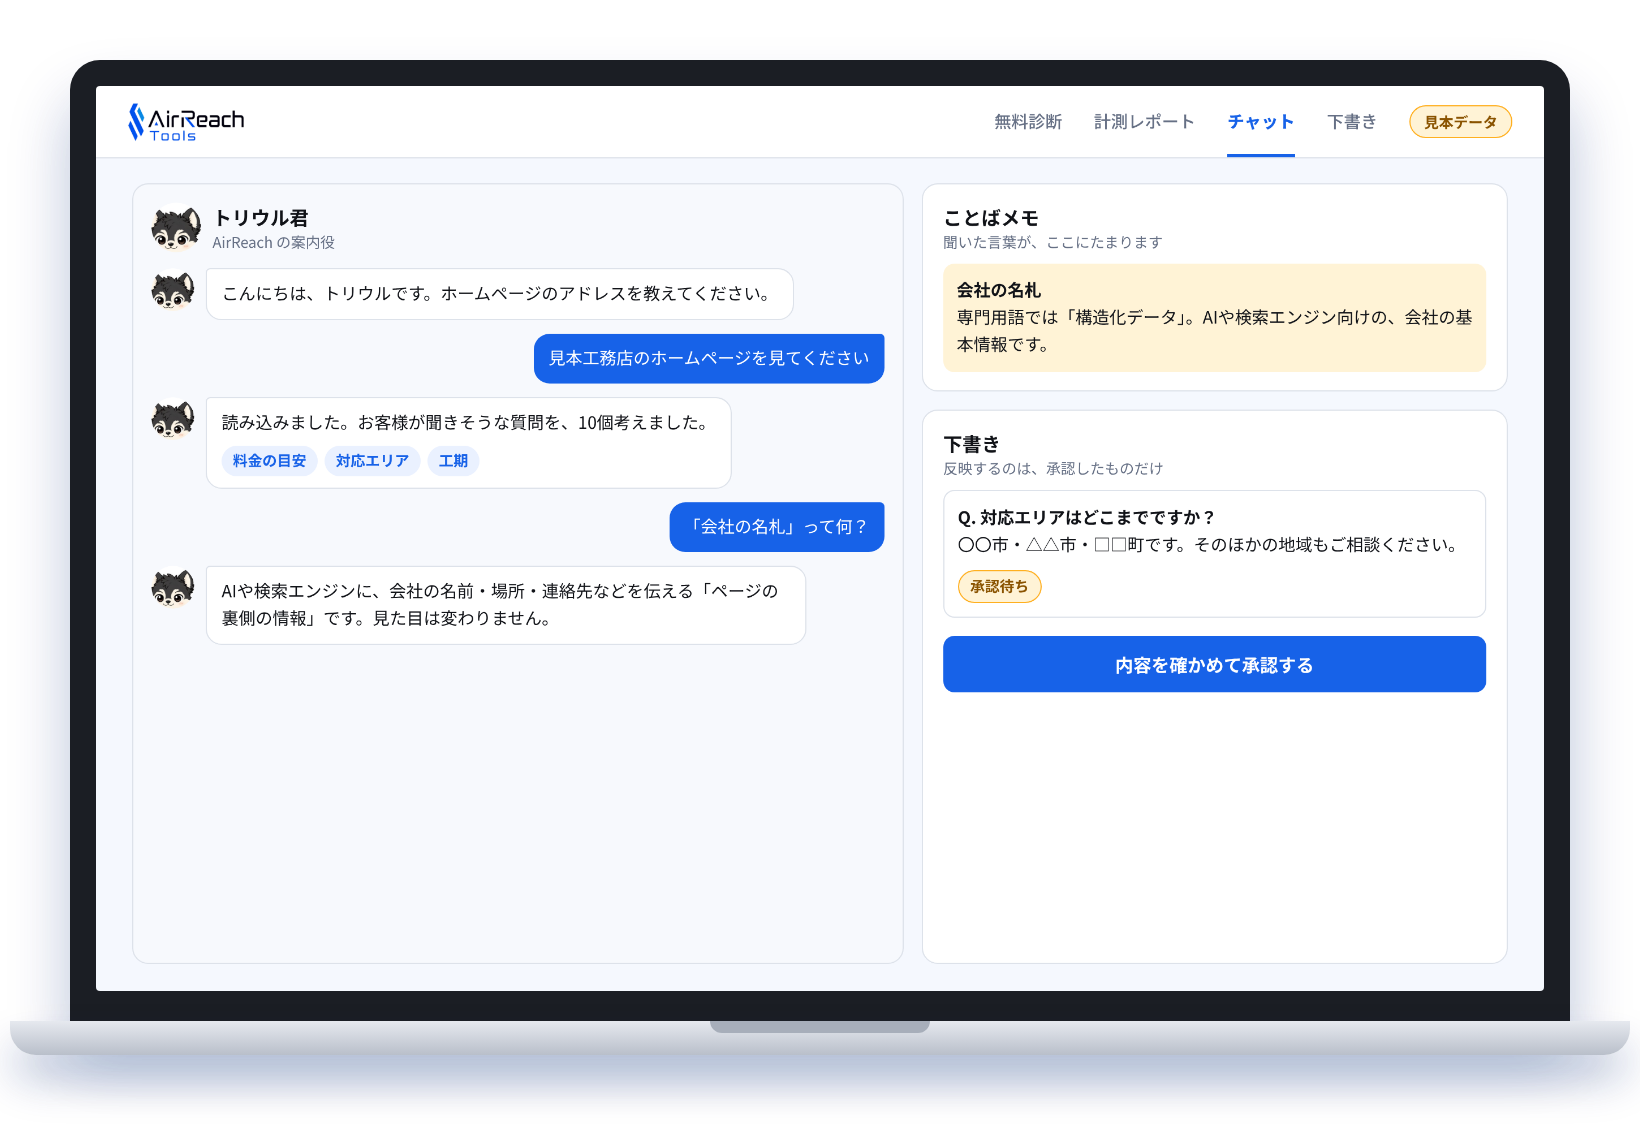 AirReach
Tools
無料診断
計測レポート
チャット
下書き
見本データ
トリウル君
AirReach の案内役
こんにちは、トリウルです。ホームページのアドレスを教えてください。
見本工務店のホームページを見てください
読み込みました。お客様が聞きそうな質問を、10個考えました。
料金の目安
対応エリア
工期
「会社の名札」って何？
AIや検索エンジンに、会社の名前・場所・連絡先などを伝える「ページの
裏側の情報」です。見た目は変わりません。
ことばメモ
聞いた言葉が、ここにたまります
会社の名札
専門用語では「構造化データ」。AIや検索エンジン向けの、会社の基
本情報です。
下書き
反映するのは、承認したものだけ
Q. 対応エリアはどこまでですか？
〇〇市・△△市・□□町です。そのほかの地域もご相談ください。
承認待ち
内容を確かめて承認する